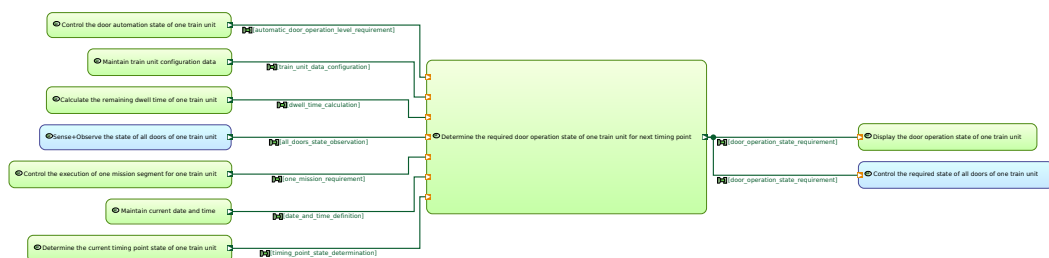 Control the door automation state of one train unit
[automatic_door_operation_level_requirement]
Maintain train unit configuration data
[train_unit_data_configuration]
Calculate the remaining dwell time of one train unit
[dwell_time_calculation]
Sense+Observe the state of all doors of one train unit
[all_doors_state_observation]
Control the execution of one mission segment for one train unit
[one_mission_requirement]
Maintain current date and time
[date_and_time_definition]
Determine the current timing point state of one train unit
[timing_point_state_determination]
Determine the required door operation state of one train unit for next timing point
[door_operation_state_requirement]
Display the door operation state of one train unit
[door_operation_state_requirement]
Control the required state of all doors of one train unit